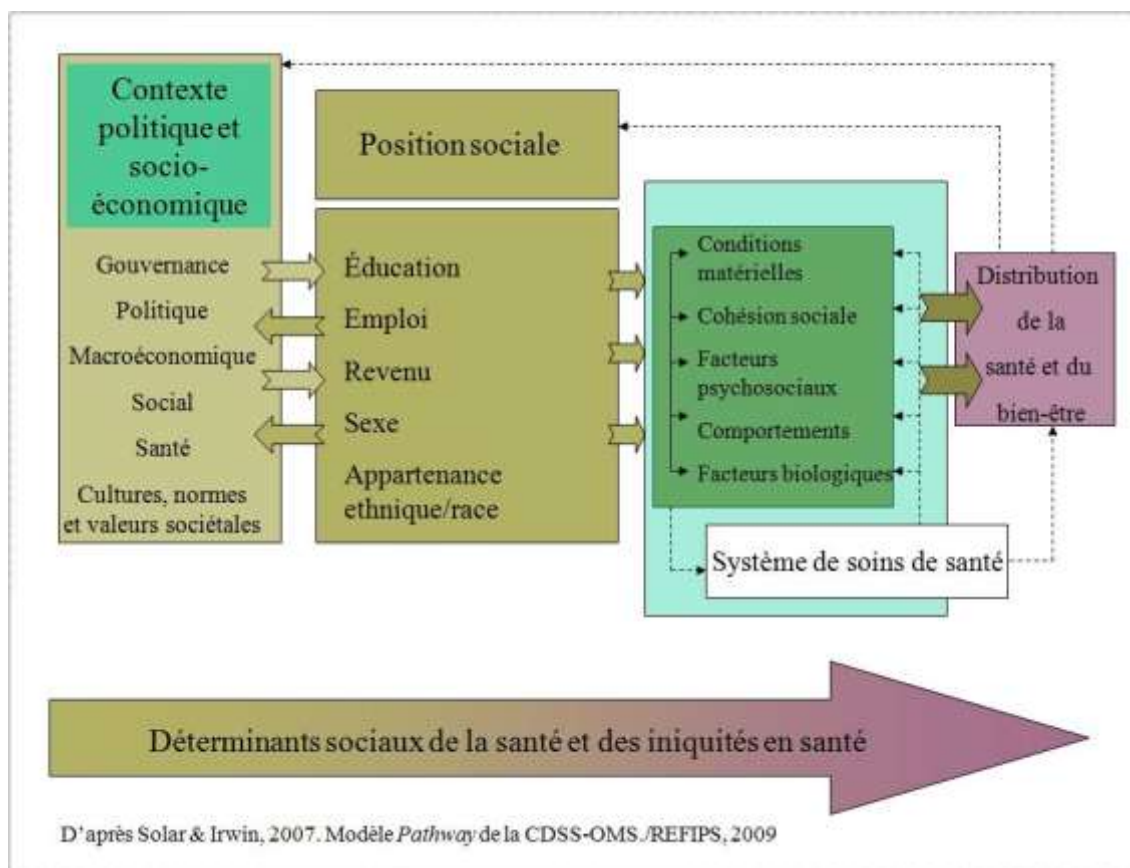 Contexte
politique et
socio-
économique
Gouvernance
Politique
Macroéconomique
Social
Santé
Cultures, normes
et valeurs sociétales
Position sociale
Éducation
Emploi
Revenu
Sexe
Appartenance
ethnique/race
Conditions
matérielles
Cohésion sociale
Facteurs
psychosociaux
Comportements
Facteurs biologiques
Système de soins de santé
Distribution
de la
santé et du
bien-être
Déterminants sociaux de la santé et des iniquités en santé
D'après Solar & Irwin, 2007. Modèle Pathway de la CDSS-OMS./REFIPS, 2009